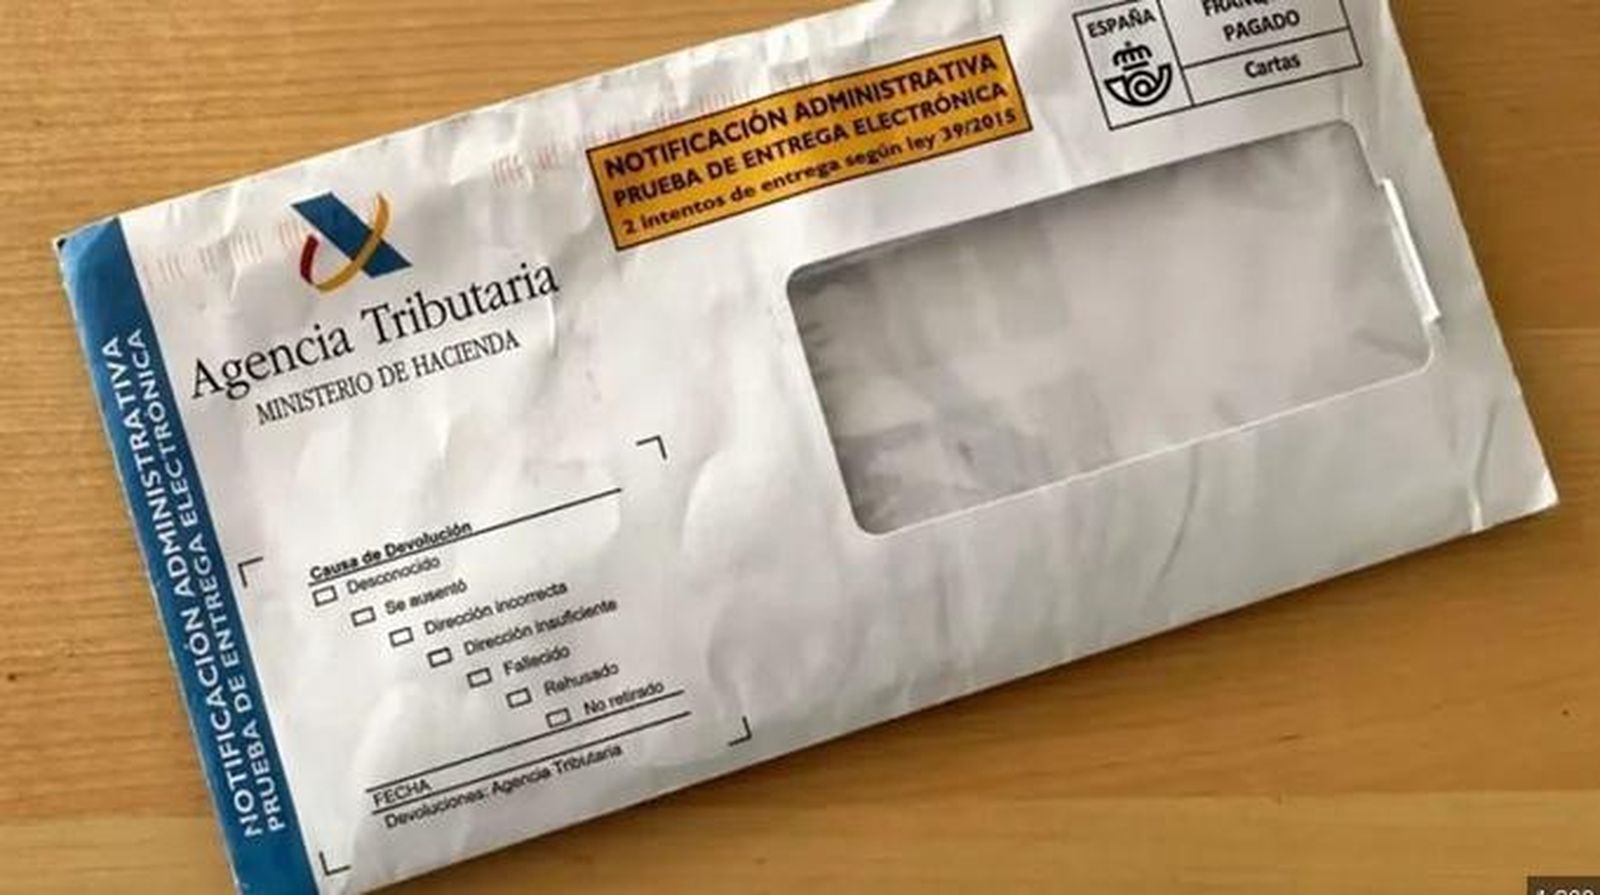 NOTIFICACIÓN ADMINISTRATIVA
PRUEBA DE ENTREGA ELECTRÓNICA
2 intentos de entrega según ley 39/2015
ESPAÑA
PAGADO
Cartas
Agencia Tributaria
MINISTERIO DE HACIENDA
NOTIFICACIÓN ADMINISTRATIVA
PRUEBA DE ENTREGA ELECTRÓNICA
Causa de Devolución
Desconocido
Se ausentó
Dirección Incorrecta
Dirección Insuficiente
Fallecido
Rehusado
No retirado
FECHA
Devoluciones: Agencia Tributaria